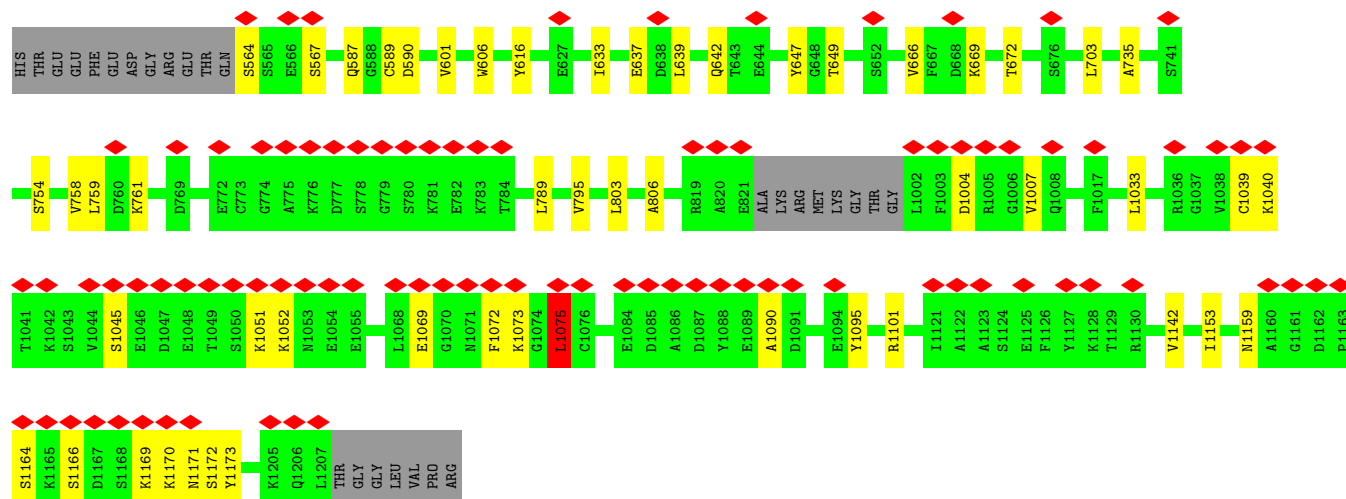 HIS THR GLU GLU PHE GLU ASP GLY ARG GLU THR GLN S564 S565 E566 S567 Q587 G588 C589 D590 V601 W606 Y616 E627 I633 E637 D638 L639 Q642 T643 E644 Y647 G648 T649 S652 V666 F667 D668 K669 T672 S676 L703 A735 S741
S754 V758 L759 D760 K761 D769 E772 C773 G774 A775 K776 D777 S778 G779 S780 K781 E782 K783 T784 L789 V795 L803 A806 R819 A820 E821 ALA LYS ARG MET LYS GLY THR GLY L1002 F1003 D1004 R1005 G1006 V1007 Q1008 F1017 L1033 R1036 G1037 V1038 C1039 K1040
T1041 K1042 S1043 V1044 S1045 E1046 D1047 E1048 T1049 S1050 K1051 K1052 N1053 E1054 E1055 L1068 E1069 G1070 N1071 F1072 K1073 G1074 L1075 C1076 E1084 D1085 A1086 D1087 Y1088 E1089 A1090 D1091 E1094 Y1095 R1101 I1121 A1122 A1123 S1124 E1125 F1126 Y1127 K1128 T1129 R1130 V1142 I1153 N1159 A1160 G1161 D1162 P1163
S1164 K1165 S1166 D1167 S1168 K1169 K1170 N1171 S1172 Y1173 K1205 Q1206 L1207 THR GLY GLY LEU VAL PRO ARG